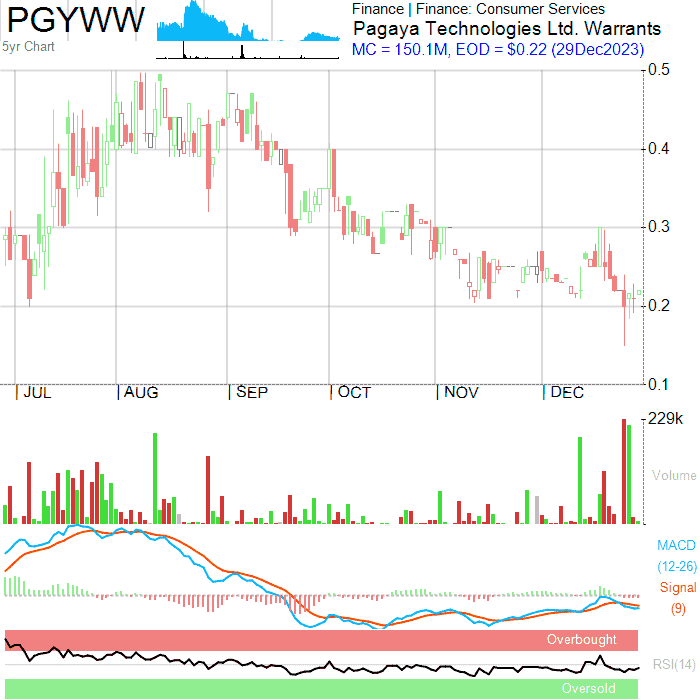 PGYWW
5yr Chart
Finance | Finance: Consumer Services
Pagaya Technologies Ltd. Warrants
MC = 150.1M, EOD = $0.22 (29Dec2023)
0.5
0.4
0.3
0.2
0.1
JUL AUG SEP OCT NOV DEC
229k
Volume
MACD
(12-26)
Signal
(9)
Overbought
RSI(14)
Oversold